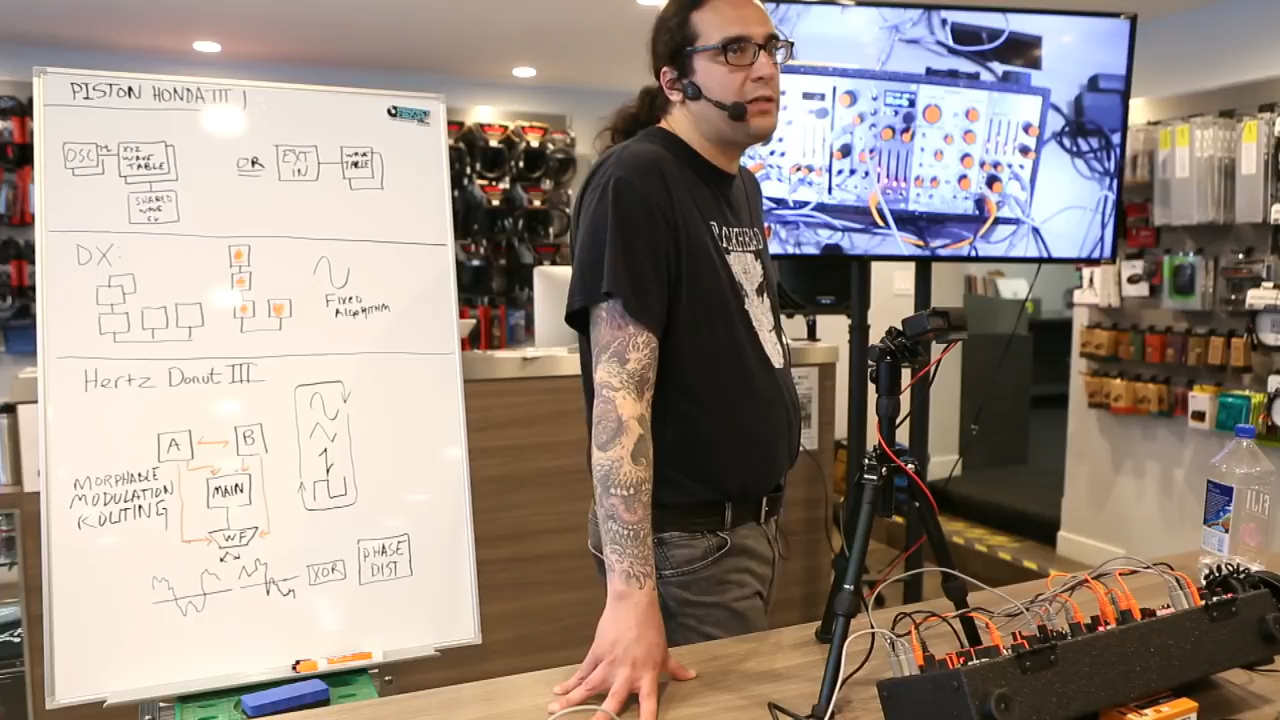 PISTON HONDA III
OSC
XYZ
WAVE
TABLE
SHARED
WAVE
OR
EXT
IN
WAVE
TABLE
DX:
FIXED
ALGORITHM
Hertz Donut III
A
B
MORPHABLE
MODULATION
ROUTING
MAIN
WF
XOR
PHASE
DIST
FIJI